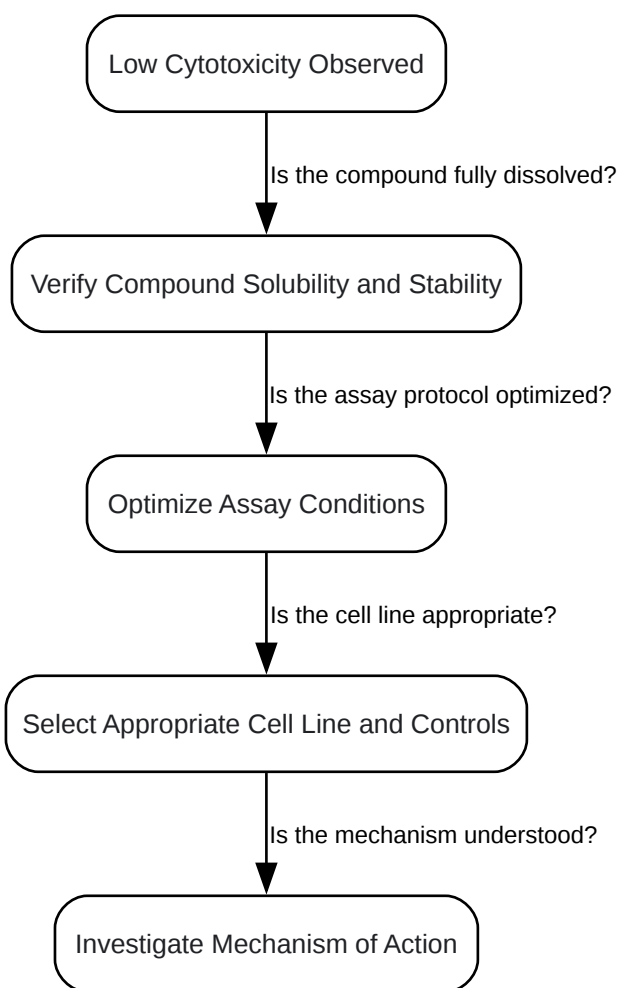 Low Cytotoxicity Observed
Is the compound fully dissolved?
Verify Compound Solubility and Stability
Is the assay protocol optimized?
Optimize Assay Conditions
Is the cell line appropriate?
Select Appropriate Cell Line and Controls
Is the mechanism understood?
Investigate Mechanism of Action